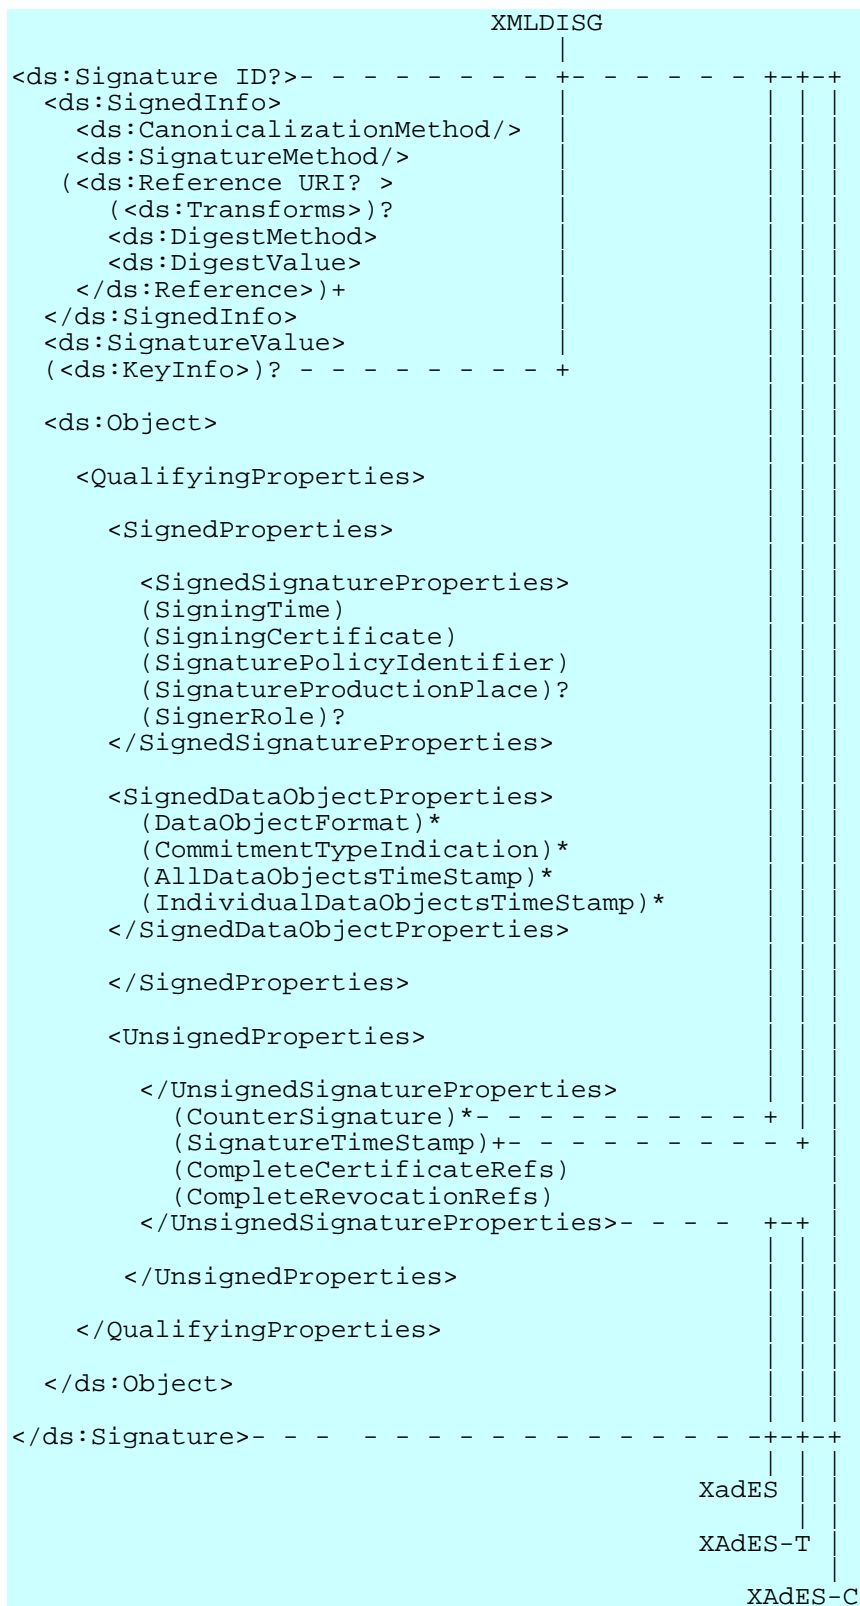 XMLDISG
                                  |
<ds:Signature ID?>- - - - - - - - +- - - - - - +-+-+
  <ds:SignedInfo>                 |            | | |
    <ds:CanonicalizationMethod/>  |            | | |
    <ds:SignatureMethod/>         |            | | |
   (<ds:Reference URI? >          |            | | |
      (<ds:Transforms>)?          |            | | |
      <ds:DigestMethod>           |            | | |
      <ds:DigestValue>            |            | | |
    </ds:Reference>)+             |            | | |
  </ds:SignedInfo>                |            | | |
  <ds:SignatureValue>             |            | | |
  (<ds:KeyInfo>)? - - - - - - - - +            | | |
                                               | | |
  <ds:Object>                                  | | |
                                               | | |
    <QualifyingProperties>                     | | |
                                               | | |
      <SignedProperties>                       | | |
                                               | | |
        <SignedSignatureProperties>            | | |
        (SigningTime)                          | | |
        (SigningCertificate)                   | | |
        (SignaturePolicyIdentifier)            | | |
        (SignatureProductionPlace)?            | | |
        (SignerRole)?                          | | |
      </SignedSignatureProperties>             | | |
                                               | | |
      <SignedDataObjectProperties>             | | |
        (DataObjectFormat)*                    | | |
        (CommitmentTypeIndication)*            | | |
        (AllDataObjectsTimeStamp)*             | | |
        (IndividualDataObjectsTimeStamp)*      | | |
      </SignedDataObjectProperties>            | | |
                                               | | |
      </SignedProperties>                      | | |
                                               | | |
      <UnsignedProperties>                     | | |
                                               | | |
        </UnsignedSignatureProperties>         | | |
          (CounterSignature)*- - - - - - - - - + | |
          (SignatureTimeStamp)+- - - - - - - - - + |
          (CompleteCertificateRefs)                |
          (CompleteRevocationRefs)                 |
        </UnsignedSignatureProperties>- - - -  +-+ |
                                               | | |
       </UnsignedProperties>                   | | |
                                               | | |
    </QualifyingProperties>                    | | |
                                               | | |
  </ds:Object>                                 | | |
                                               | | |
</ds:Signature>- - -  - - - - - - - - - - - - -+-+-+
                                               | | |
                                           XadES | |
                                                 | |
                                           XAdES-T |
                                                   |
                                              XAdES-C